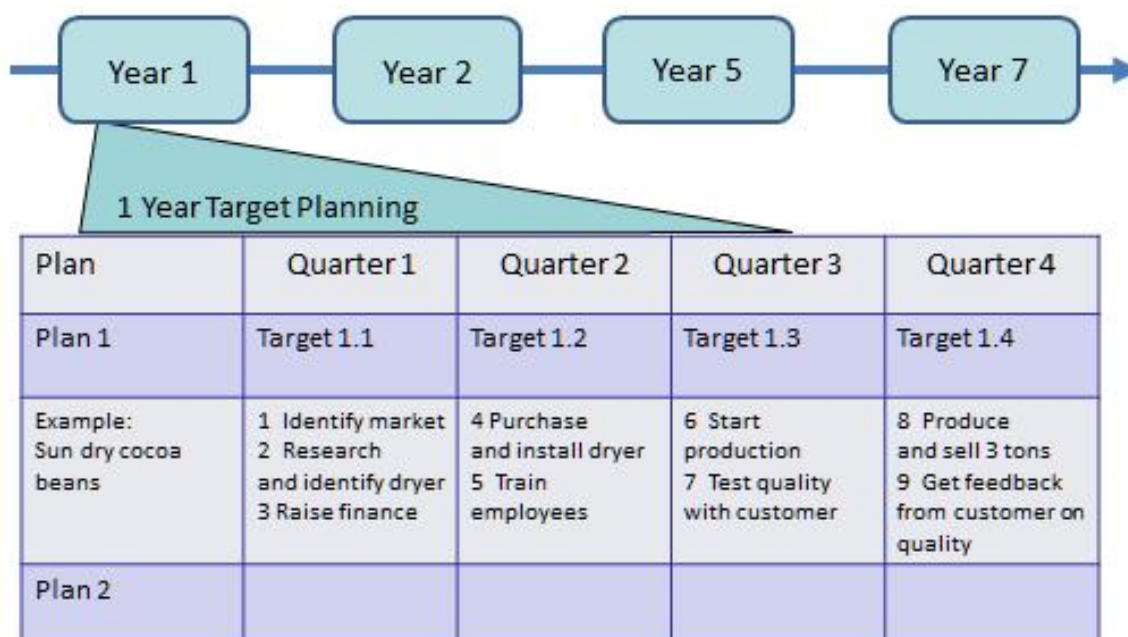 Year 1
Year 2
Year 5
Year 7
1 Year Target Planning
Plan
Quarter 1
Quarter 2
Quarter 3
Quarter 4
Plan 1
Target 1.1
Target 1.2
Target 1.3
Target 1.4
Example:
Sun dry cocoa
beans
1 Identify market
2 Research
and identify dryer
3 Raise finance
4 Purchase
and install dryer
5 Train
employees
6 Start
production
7 Test quality
with customer
8 Produce
and sell 3 tons
9 Get feedback
from customer on
quality
Plan 2